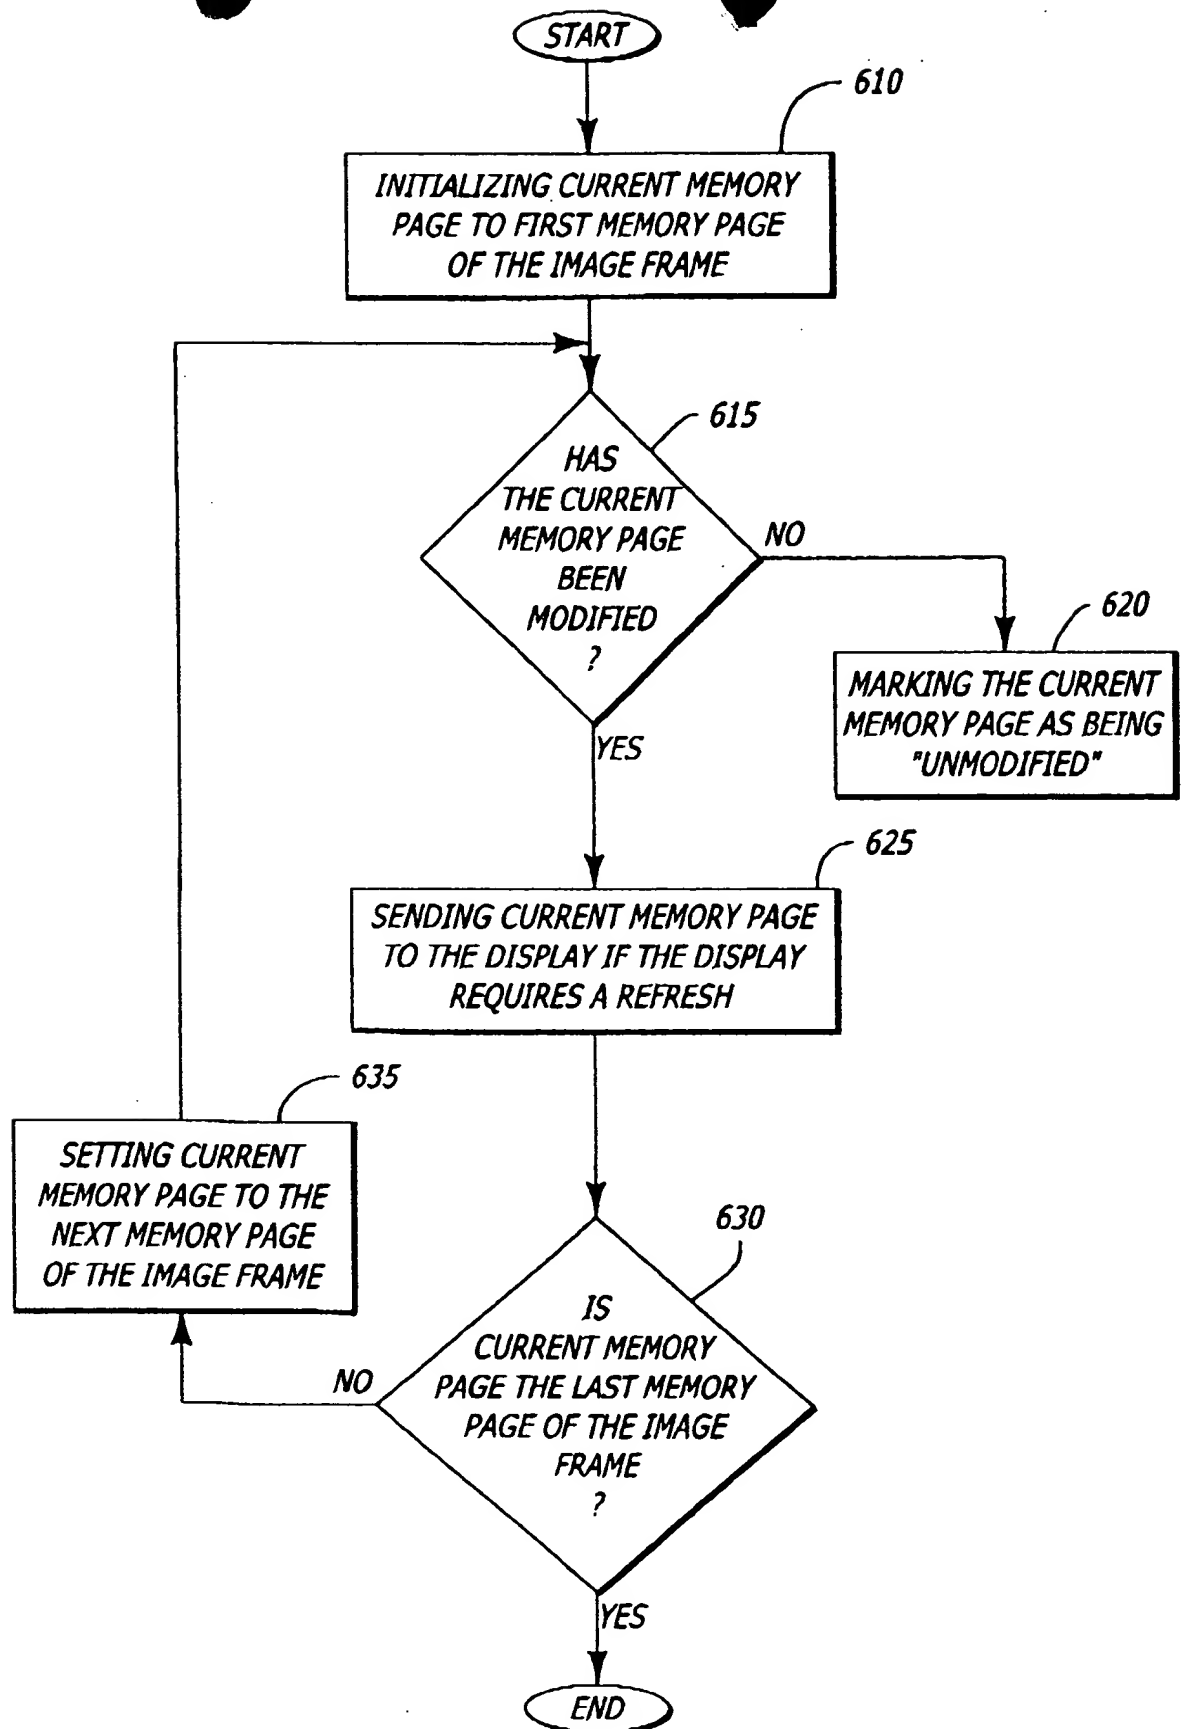 START
610
INITIALIZING CURRENT MEMORY
PAGE TO FIRST MEMORY PAGE
OF THE IMAGE FRAME
615
HAS
THE CURRENT
MEMORY PAGE
BEEN
MODIFIED
?
NO
620
MARKING THE CURRENT
MEMORY PAGE AS BEING
"UNMODIFIED"
YES
625
SENDING CURRENT MEMORY PAGE
TO THE DISPLAY IF THE DISPLAY
REQUIRES A REFRESH
635
SETTING CURRENT
MEMORY PAGE TO THE
NEXT MEMORY PAGE
OF THE IMAGE FRAME
630
IS
CURRENT MEMORY
PAGE THE LAST MEMORY
PAGE OF THE IMAGE
FRAME
?
NO
YES
END